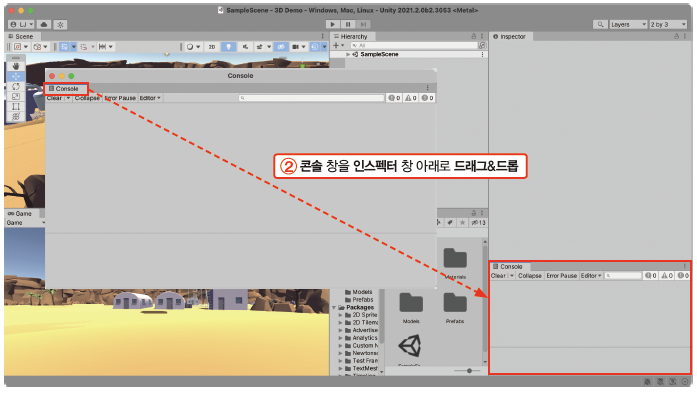 SampleScene - 3D Demo - Windows, Mac, Linux - Unity 2021.2.0b2.3053 <Metal>
LJ
Layers
2 by 3
Scene
Hierarchy
Inspector
2D
All
SampleScene
Console
Console
Clear Collapse Error Pause Editor
0 0 0
② 콘솔 창을 인스펙터 창 아래로 드래그&드롭
Game
Game
13
Materials
Models
Prefabs
Models
Prefabs
Packages
2D Sprite
2D Tilema
Advertise
Analytics
Custom N
Newtonso
Test Fram
TextMesh
Console
Clear Collapse Error Pause Editor
0 0 0